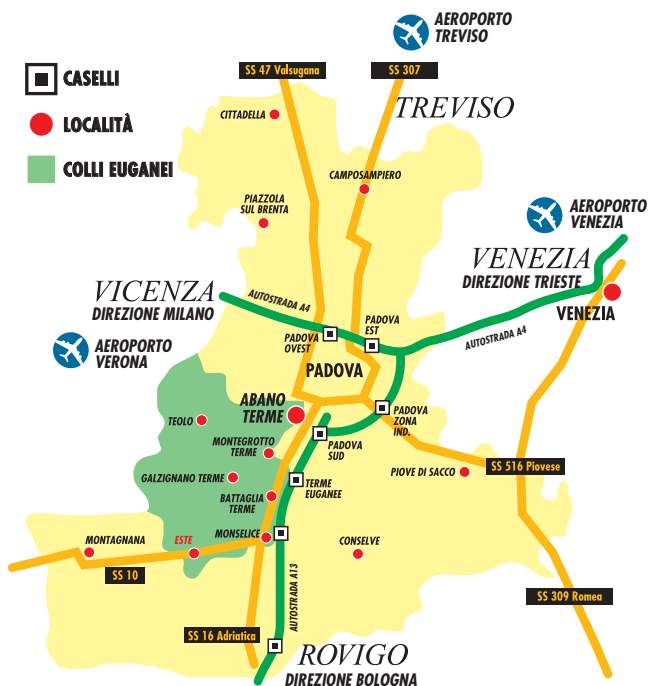 AEROPORTO
TREVISO
SS 47 Valsugana
SS 307
CASELLI
TREVISO
CITTADELLA
LOCALITÀ
COLLI EUGANEI
CAMPOSAMPIERO
PIAZZOLA
SUL BRENTA
AEROPORTO
VENEZIA
VENEZIA
DIREZIONE TRIESTE
VICENZA
DIREZIONE MILANO
AUTOSTRADA A4
VENEZIA
PADOVA
EST
PADOVA
OVEST
AUTOSTRADA A4
AEROPORTO
VERONA
PADOVA
ABANO
TERME
TEOLO
PADOVA
ZONA
IND.
MONTEGROTTO
TERME
PADOVA
SUD
SS 516 Piovese
PIOVE DI SACCO
GALZIGNANO TERME
TERME
EUGANEE
BATTAGLIA
TERME
MONTAGNANA
ESTE
MONSELICE
CONSELVE
SS 10
AUTOSTRADA A13
SS 309 Romea
SS 16 Adriatica
ROVIGO
DIREZIONE BOLOGNA